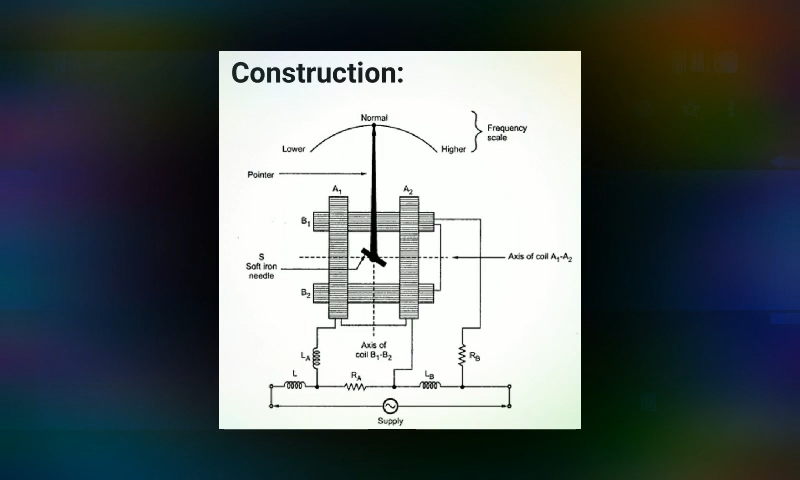 Construction:
Normal
Lower
Higher
Frequency
scale
Pointer
A1
A2
B1
S
Soft iron
needle
Axis of coil A1-A2
B2
Axis of
coil B1-B2
LA
RB
L
RA
LB
Supply